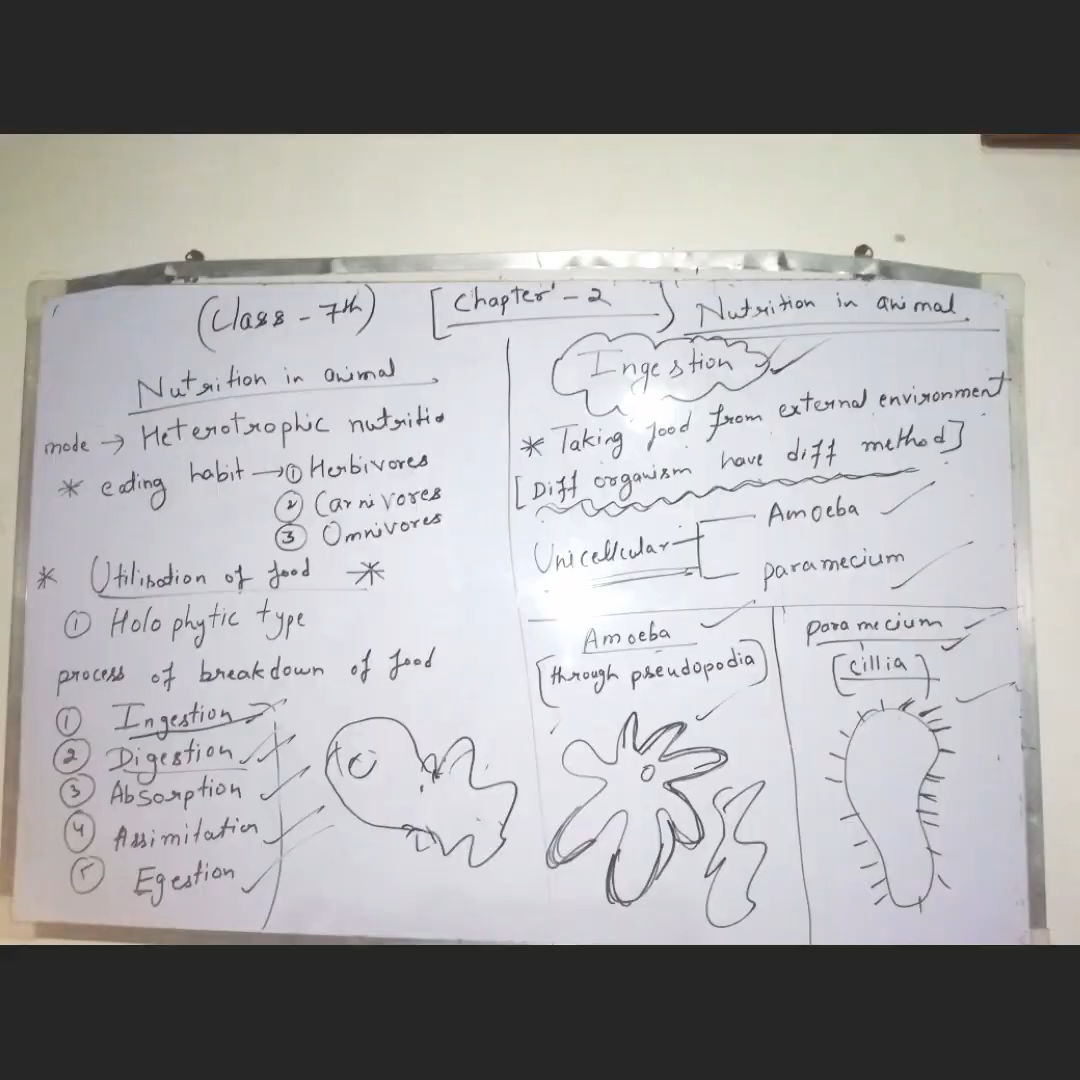 (Class - 7th) [Chapter - 2] Nutrition in animal.
Nutrition in animal
mode → Heterotrophic nutritio
* eating habit → ① Herbivores
② Carnivores
③ Omnivores
* Utilisation of food *
① Holophytic type
process of breakdown of food
① Ingestion
② Digestion
③ Absorption
④ Assimilation
⑤ Egestion
Ingestion
* Taking food from external environment
[Diff organism have diff method]
Unicellular
Amoeba
paramecium
Amoeba
[through pseudopodia]
paramecium
[cillia]